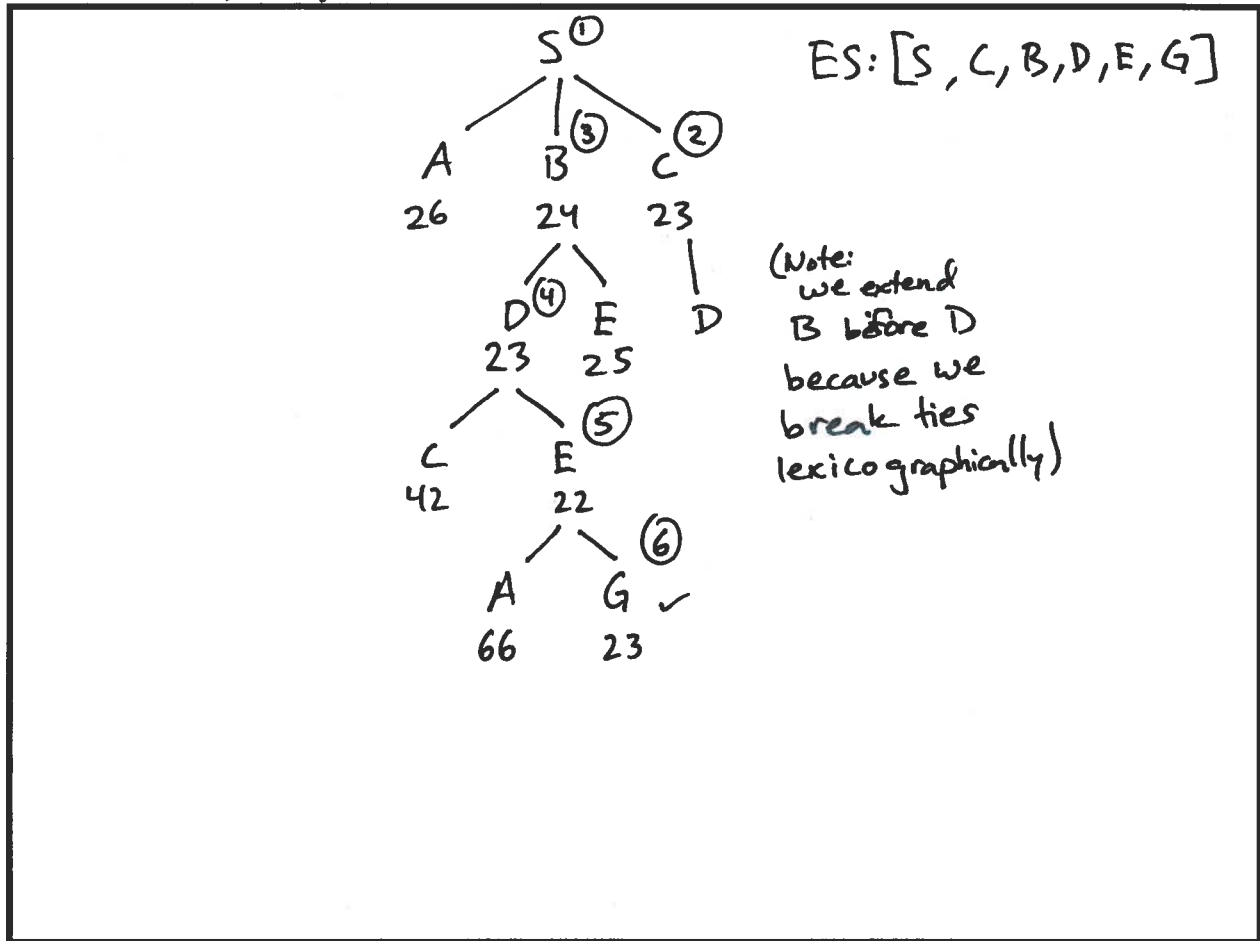 S ①
ES: [S, C, B, D, E, G]
A B ③ C ②
26 24 23
D ④ E D
23 25
(Note:
we extend
B before D
because we
break ties
lexicographically)
C E ⑤
42 22
A G ⑥ ✓
66 23